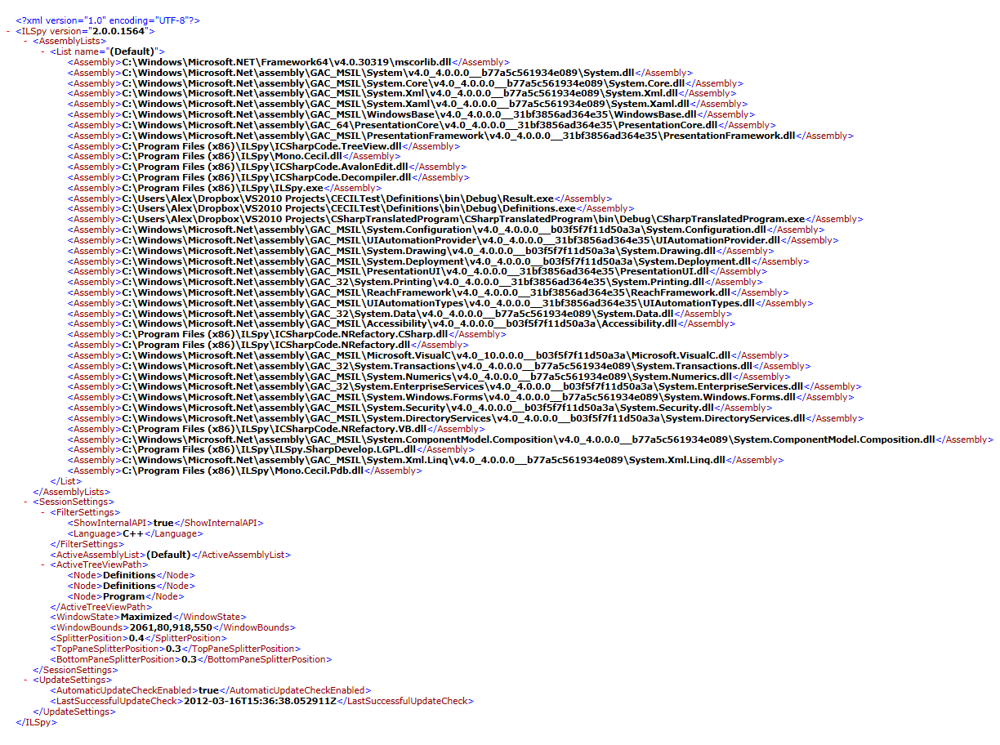 <?xml version="1.0" encoding="UTF-8"?>
- <ILSpy version="2.0.0.1564">
- <AssemblyLists>
- <List name="(Default)">
<Assembly>C:\Windows\Microsoft.NET\Framework64\v4.0.30319\mscorlib.dll</Assembly>
<Assembly>C:\Windows\Microsoft.Net\assembly\GAC_MSIL\System\v4.0_4.0.0.0__b77a5c561934e089\System.dll</Assembly>
<Assembly>C:\Windows\Microsoft.Net\assembly\GAC_MSIL\System.Core\v4.0_4.0.0.0__b77a5c561934e089\System.Core.dll</Assembly>
<Assembly>C:\Windows\Microsoft.Net\assembly\GAC_MSIL\System.Xml\v4.0_4.0.0.0__b77a5c561934e089\System.Xml.dll</Assembly>
<Assembly>C:\Windows\Microsoft.Net\assembly\GAC_MSIL\System.Xaml\v4.0_4.0.0.0__b77a5c561934e089\System.Xaml.dll</Assembly>
<Assembly>C:\Windows\Microsoft.Net\assembly\GAC_MSIL\WindowsBase\v4.0_4.0.0.0__31bf3856ad364e35\WindowsBase.dll</Assembly>
<Assembly>C:\Windows\Microsoft.Net\assembly\GAC_64\PresentationCore\v4.0_4.0.0.0__31bf3856ad364e35\PresentationCore.dll</Assembly>
<Assembly>C:\Windows\Microsoft.Net\assembly\GAC_MSIL\PresentationFramework\v4.0_4.0.0.0__31bf3856ad364e35\PresentationFramework.dll</Assembly>
<Assembly>C:\Program Files (x86)\ILSpy\ICSharpCode.TreeView.dll</Assembly>
<Assembly>C:\Program Files (x86)\ILSpy\Mono.Cecil.dll</Assembly>
<Assembly>C:\Program Files (x86)\ILSpy\ICSharpCode.AvalonEdit.dll</Assembly>
<Assembly>C:\Program Files (x86)\ILSpy\ICSharpCode.Decompiler.dll</Assembly>
<Assembly>C:\Program Files (x86)\ILSpy\ILSpy.exe</Assembly>
<Assembly>C:\Users\Alex\Dropbox\VS2010 Projects\CECILTest\Definitions\bin\Debug\Result.exe</Assembly>
<Assembly>C:\Users\Alex\Dropbox\VS2010 Projects\CECILTest\Definitions\bin\Debug\Definitions.exe</Assembly>
<Assembly>C:\Users\Alex\Dropbox\VS2010 Projects\CSharpTranslatedProgram\CSharpTranslatedProgram\bin\Debug\CSharpTranslatedProgram.exe</Assembly>
<Assembly>C:\Windows\Microsoft.Net\assembly\GAC_MSIL\System.Configuration\v4.0_4.0.0.0__b03f5f7f11d50a3a\System.Configuration.dll</Assembly>
<Assembly>C:\Windows\Microsoft.Net\assembly\GAC_MSIL\UIAutomationProvider\v4.0_4.0.0.0__31bf3856ad364e35\UIAutomationProvider.dll</Assembly>
<Assembly>C:\Windows\Microsoft.Net\assembly\GAC_MSIL\System.Drawing\v4.0_4.0.0.0__b03f5f7f11d50a3a\System.Drawing.dll</Assembly>
<Assembly>C:\Windows\Microsoft.Net\assembly\GAC_MSIL\System.Deployment\v4.0_4.0.0.0__b03f5f7f11d50a3a\System.Deployment.dll</Assembly>
<Assembly>C:\Windows\Microsoft.Net\assembly\GAC_MSIL\PresentationUI\v4.0_4.0.0.0__31bf3856ad364e35\PresentationUI.dll</Assembly>
<Assembly>C:\Windows\Microsoft.Net\assembly\GAC_32\System.Printing\v4.0_4.0.0.0__31bf3856ad364e35\System.Printing.dll</Assembly>
<Assembly>C:\Windows\Microsoft.Net\assembly\GAC_MSIL\ReachFramework\v4.0_4.0.0.0__31bf3856ad364e35\ReachFramework.dll</Assembly>
<Assembly>C:\Windows\Microsoft.Net\assembly\GAC_MSIL\UIAutomationTypes\v4.0_4.0.0.0__31bf3856ad364e35\UIAutomationTypes.dll</Assembly>
<Assembly>C:\Windows\Microsoft.Net\assembly\GAC_32\System.Data\v4.0_4.0.0.0__b77a5c561934e089\System.Data.dll</Assembly>
<Assembly>C:\Windows\Microsoft.Net\assembly\GAC_MSIL\Accessibility\v4.0_4.0.0.0__b03f5f7f11d50a3a\Accessibility.dll</Assembly>
<Assembly>C:\Program Files (x86)\ILSpy\ICSharpCode.NRefactory.CSharp.dll</Assembly>
<Assembly>C:\Program Files (x86)\ILSpy\ICSharpCode.NRefactory.dll</Assembly>
<Assembly>C:\Windows\Microsoft.Net\assembly\GAC_MSIL\Microsoft.VisualC\v4.0_10.0.0.0__b03f5f7f11d50a3a\Microsoft.VisualC.dll</Assembly>
<Assembly>C:\Windows\Microsoft.Net\assembly\GAC_32\System.Transactions\v4.0_4.0.0.0__b77a5c561934e089\System.Transactions.dll</Assembly>
<Assembly>C:\Windows\Microsoft.Net\assembly\GAC_MSIL\System.Numerics\v4.0_4.0.0.0__b77a5c561934e089\System.Numerics.dll</Assembly>
<Assembly>C:\Windows\Microsoft.Net\assembly\GAC_32\System.EnterpriseServices\v4.0_4.0.0.0__b03f5f7f11d50a3a\System.EnterpriseServices.dll</Assembly>
<Assembly>C:\Windows\Microsoft.Net\assembly\GAC_MSIL\System.Windows.Forms\v4.0_4.0.0.0__b77a5c561934e089\System.Windows.Forms.dll</Assembly>
<Assembly>C:\Windows\Microsoft.Net\assembly\GAC_MSIL\System.Security\v4.0_4.0.0.0__b03f5f7f11d50a3a\System.Security.dll</Assembly>
<Assembly>C:\Windows\Microsoft.Net\assembly\GAC_MSIL\System.DirectoryServices\v4.0_4.0.0.0__b03f5f7f11d50a3a\System.DirectoryServices.dll</Assembly>
<Assembly>C:\Program Files (x86)\ILSpy\ICSharpCode.NRefactory.VB.dll</Assembly>
<Assembly>C:\Windows\Microsoft.Net\assembly\GAC_MSIL\System.ComponentModel.Composition\v4.0_4.0.0.0__b77a5c561934e089\System.ComponentModel.Composition.dll</Assembly>
<Assembly>C:\Program Files (x86)\ILSpy\ILSpy.SharpDevelop.LGPL.dll</Assembly>
<Assembly>C:\Windows\Microsoft.Net\assembly\GAC_MSIL\System.Xml.Linq\v4.0_4.0.0.0__b77a5c561934e089\System.Xml.Linq.dll</Assembly>
<Assembly>C:\Program Files (x86)\ILSpy\Mono.Cecil.Pdb.dll</Assembly>
</List>
</AssemblyLists>
- <SessionSettings>
- <FilterSettings>
<ShowInternalAPI>true</ShowInternalAPI>
<Language>C++</Language>
</FilterSettings>
<ActiveAssemblyList>(Default)</ActiveAssemblyList>
- <ActiveTreeViewPath>
<Node>Definitions</Node>
<Node>Definitions</Node>
<Node>Program</Node>
</ActiveTreeViewPath>
<WindowState>Maximized</WindowState>
<WindowBounds>2061,80,918,550</WindowBounds>
<SplitterPosition>0.4</SplitterPosition>
<TopPaneSplitterPosition>0.3</TopPaneSplitterPosition>
<BottomPaneSplitterPosition>0.3</BottomPaneSplitterPosition>
</SessionSettings>
- <UpdateSettings>
<AutomaticUpdateCheckEnabled>true</AutomaticUpdateCheckEnabled>
<LastSuccessfulUpdateCheck>2012-03-16T15:36:38.052911Z</LastSuccessfulUpdateCheck>
</UpdateSettings>
</ILSpy>